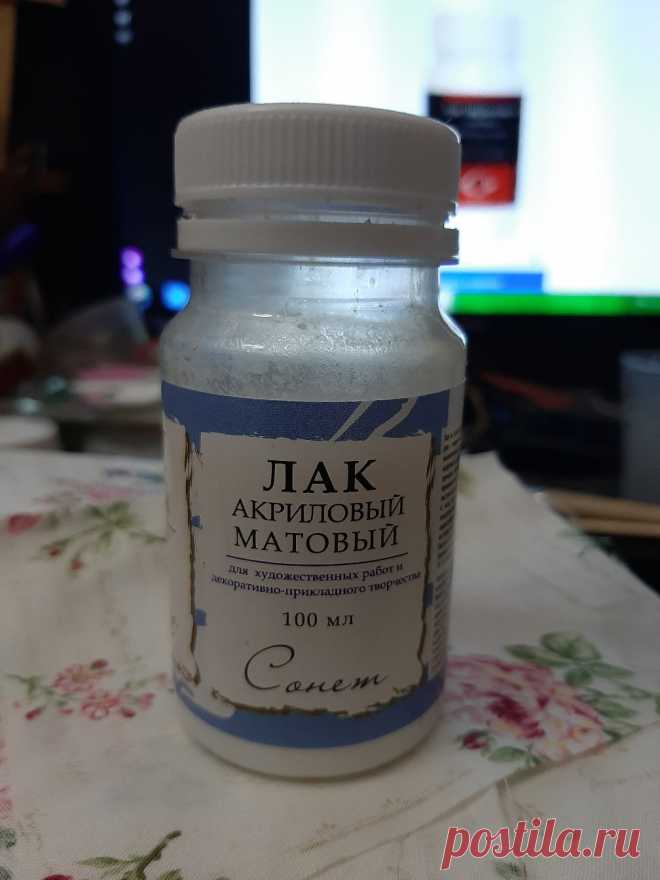 ЛАК
АКРИЛОВЫЙ
МАТОВЫЙ
для художественных работ и
декоративно-прикладного творчества
100 мл
Сонет
postila.ru